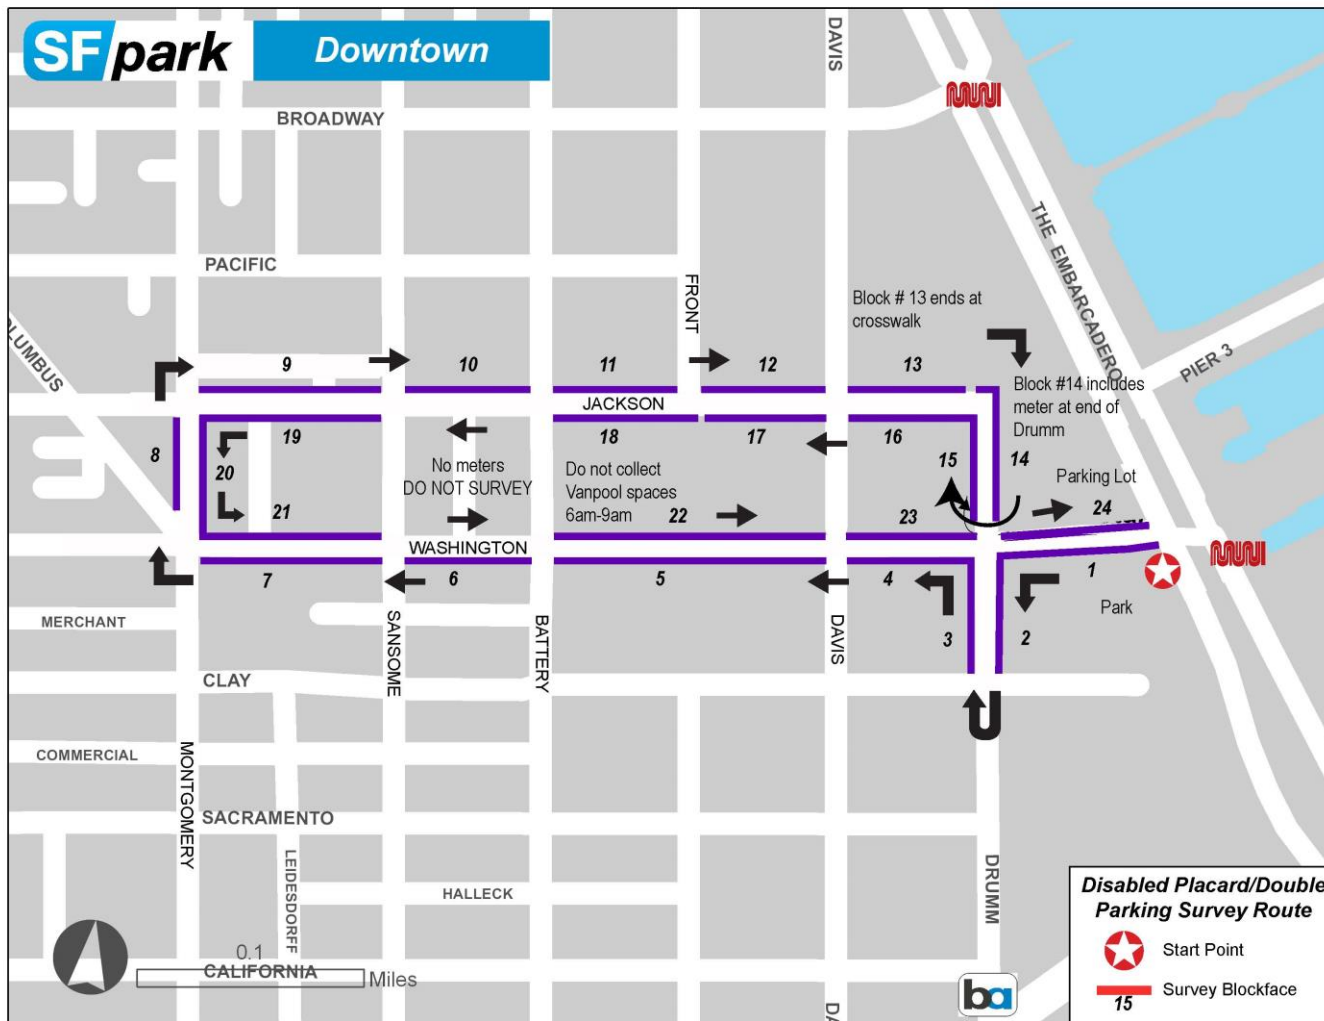 SFpark
Downtown
DAVIS
MUNI
BROADWAY
THE EMBARCADERO
PACIFIC
FRONT
Block # 13 ends at
crosswalk
PIER 3
9
10
11
12
13
Block #14 includes
meter at end of
Drumm
JACKSON
8
19
20
21
No meters
DO NOT SURVEY
18
Do not collect
Vanpool spaces
6am-9am
17
16
15
14
Parking Lot
22
23
24
WASHINGTON
MUNI
7
6
5
4
1
Park
MERCHANT
SANSOME
BATTERY
DAVIS
3
2
CLAY
COMMERCIAL
MONTGOMERY
SACRAMENTO
LEIDESDORFF
HALLECK
DRUMM
0.1
CALIFORNIA
Miles
ba
Disabled Placard/Double
Parking Survey Route
Start Point
Survey Blockface
15